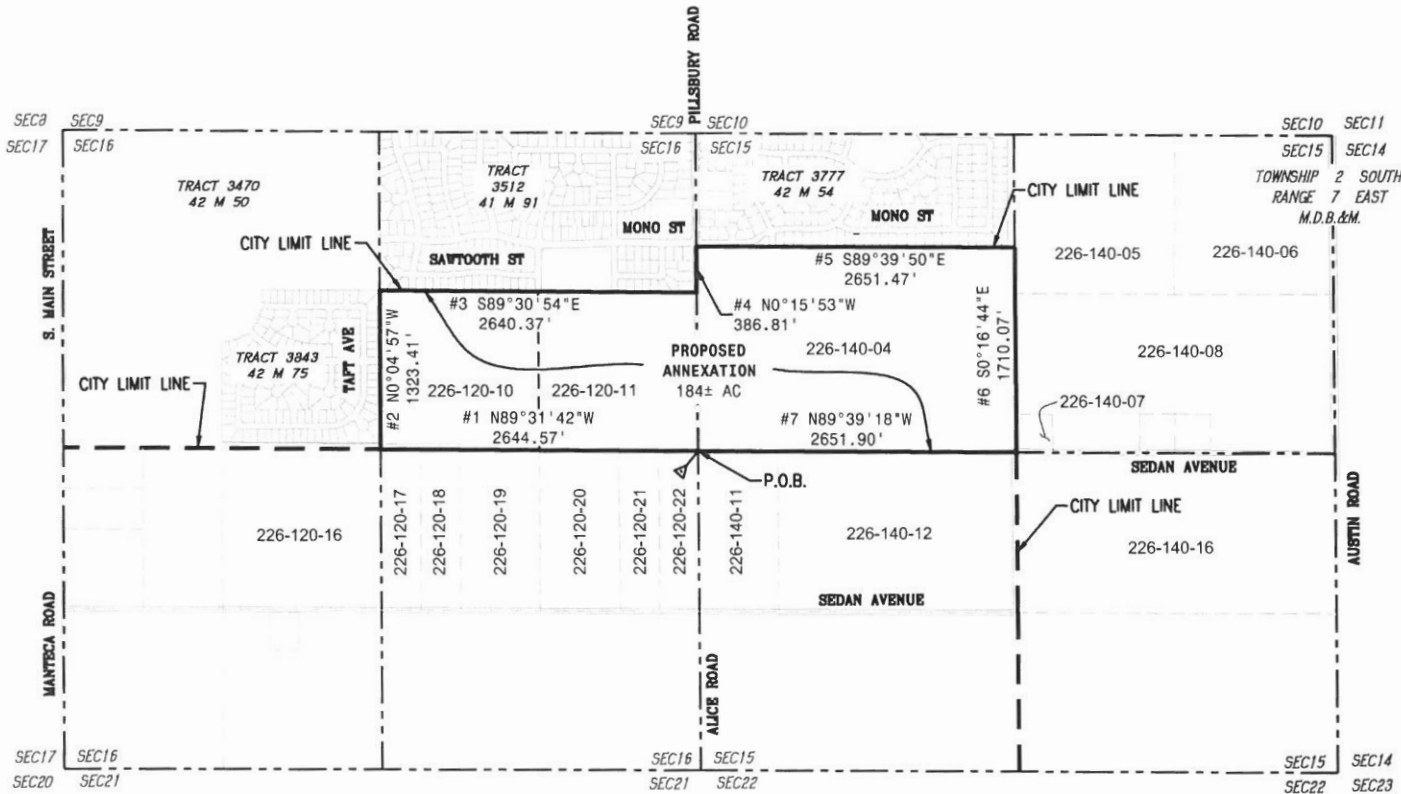 PILLSBURY ROAD
SEC8
SEC9
SEC9
SEC10
SEC10
SEC11
SEC17
SEC16
SEC16
SEC15
SEC15
SEC14
TOWNSHIP 2 SOUTH
RANGE 7 EAST
M.D.B.&M.
TRACT 3470
42 M 50
TRACT
3512
41 M 91
TRACT 3777
42 M 54
CITY LIMIT LINE
MONO ST
MONO ST
CITY LIMIT LINE
SAWTOOTH ST
#5 S89°39'50"E
2651.47'
226-140-05
226-140-06
S. MAIN STREET
#3 S89°30'54"E
2640.37'
#4 N0°15'53"W
386.81'
TRACT 3843
42 M 75
TAFT AVE
#2 N0°04'57"W
1323.41'
PROPOSED
ANNEXATION
184± AC
226-140-04
#6 S0°16'44"E
1710.07'
226-140-08
CITY LIMIT LINE
226-120-10
226-120-11
226-140-07
#1 N89°31'42"W
2644.57'
#7 N89°39'18"W
2651.90'
SEDAN AVENUE
P.O.B.
226-120-16
226-120-17
226-120-18
226-120-19
226-120-20
226-120-21
226-120-22
226-140-11
226-140-12
CITY LIMIT LINE
226-140-16
AUSTIN ROAD
SEDAN AVENUE
MANTECA ROAD
ALICE ROAD
SEC17
SEC16
SEC16
SEC15
SEC15
SEC14
SEC20
SEC21
SEC21
SEC22
SEC22
SEC23